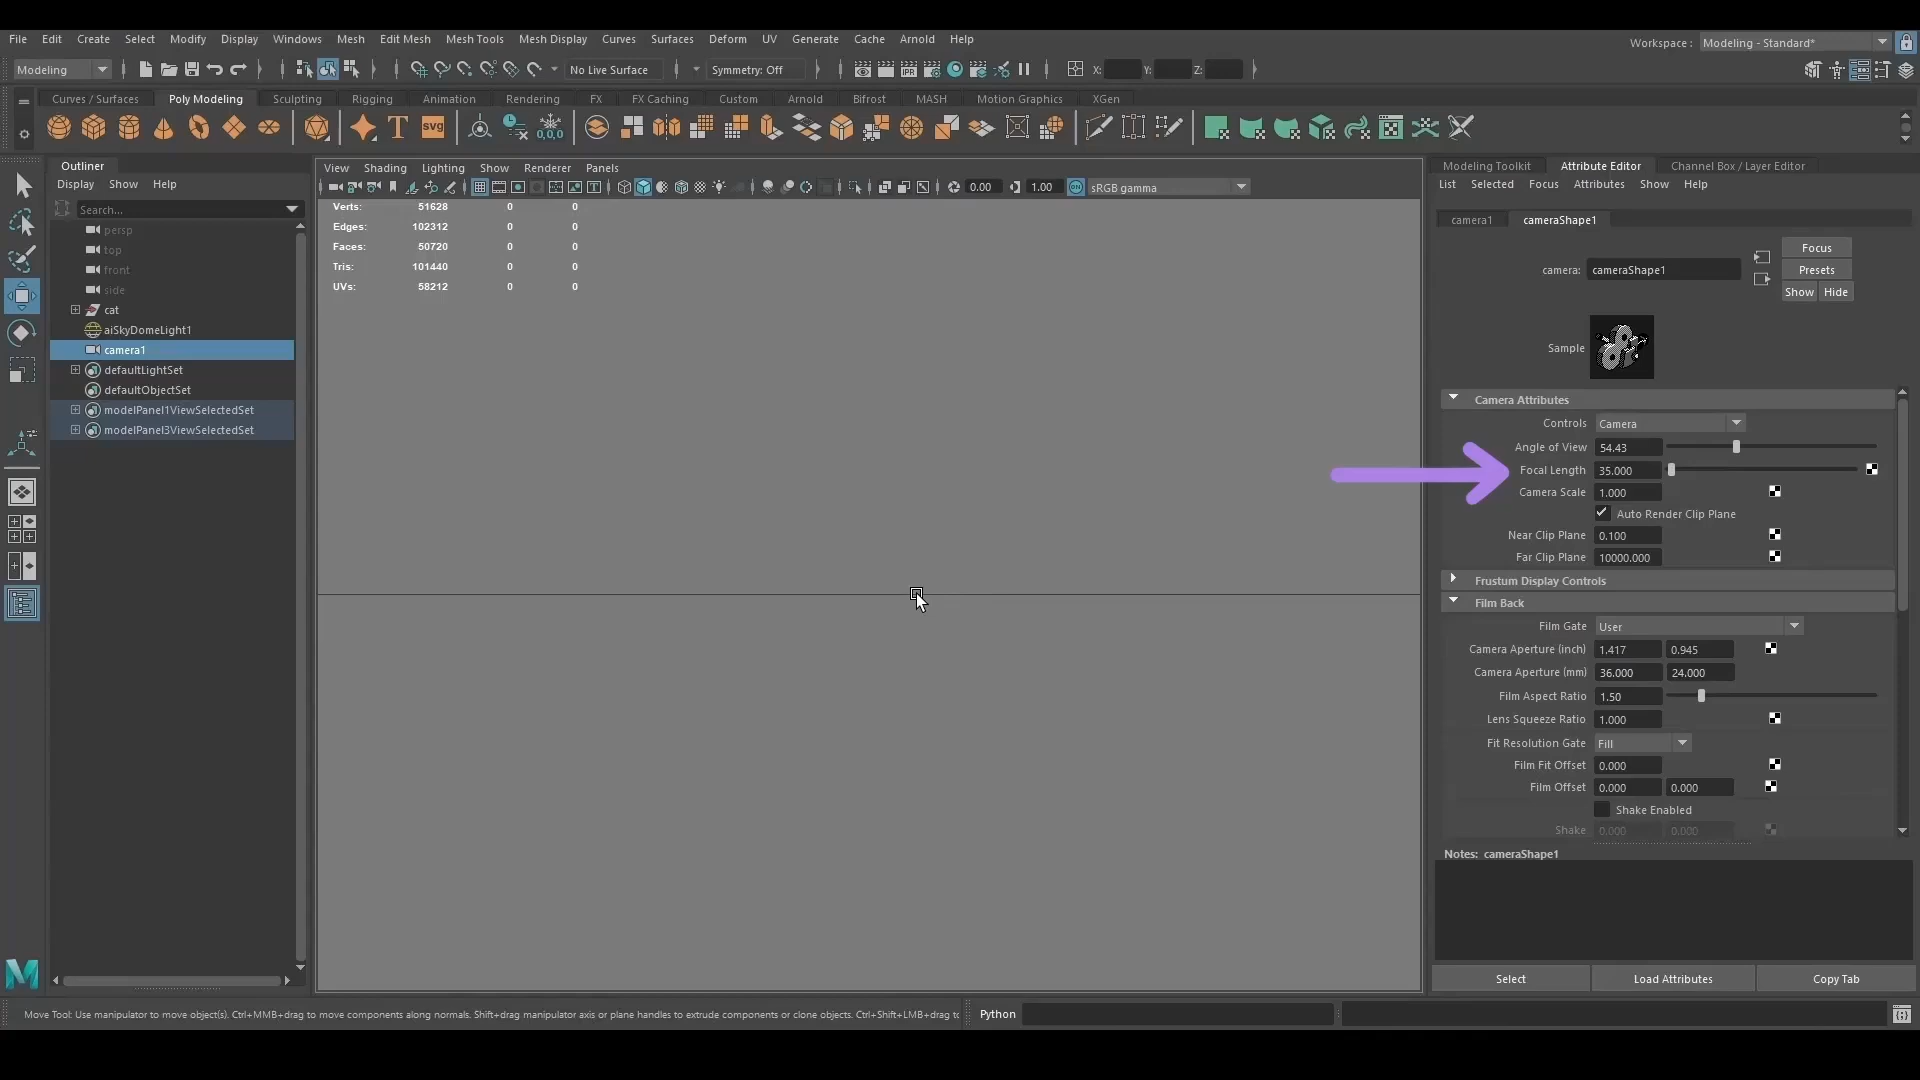 File Edit Create Select Modify Display Windows Mesh Edit Mesh Mesh Tools Mesh Display Curves Surfaces Deform UV Generate Cache Arnold Help
Workspace : Modeling - Standard*
Modeling No Live Surface Symmetry: Off X: Y: Z:
IPR
Curves / Surfaces Poly Modeling Sculpting Rigging Animation Rendering FX FX Caching Custom Arnold Bifrost MASH Motion Graphics XGen
T SVG 0,0,0
Outliner
Display Show Help
Search...
persp
top
front
side
cat
aiSkyDomeLight1
camera1
defaultLightSet
defaultObjectSet
modelPanel1ViewSelectedSet
modelPanel3ViewSelectedSet
M
View Shading Lighting Show Renderer Panels
0.00 1.00 ON sRGB gamma
Verts: 51628 0 0
Edges: 102312 0 0
Faces: 50720 0 0
Tris: 101440 0 0
UVs: 58212 0 0
Modeling Toolkit Attribute Editor Channel Box / Layer Editor
List Selected Focus Attributes Show Help
camera1 cameraShape1
camera: cameraShape1
Focus
Presets
Show Hide
Sample
Camera Attributes
Controls Camera
Angle of View 54.43
Focal Length 35.000
Camera Scale 1.000
Auto Render Clip Plane
Near Clip Plane 0.100
Far Clip Plane 10000.000
Frustum Display Controls
Film Back
Film Gate User
Camera Aperture (inch) 1.417 0.945
Camera Aperture (mm) 36.000 24.000
Film Aspect Ratio 1.50
Lens Squeeze Ratio 1.000
Fit Resolution Gate Fill
Film Fit Offset 0.000
Film Offset 0.000 0.000
Shake Enabled
Shake 0.000 0.000
Notes: cameraShape1
Select Load Attributes Copy Tab
Move Tool: Use manipulator to move object(s). Ctrl+MMB+drag to move components along normals. Shift+drag manipulator axis or plane handles to extrude components or clone objects. Ctrl+Shift+LMB+drag to
Python